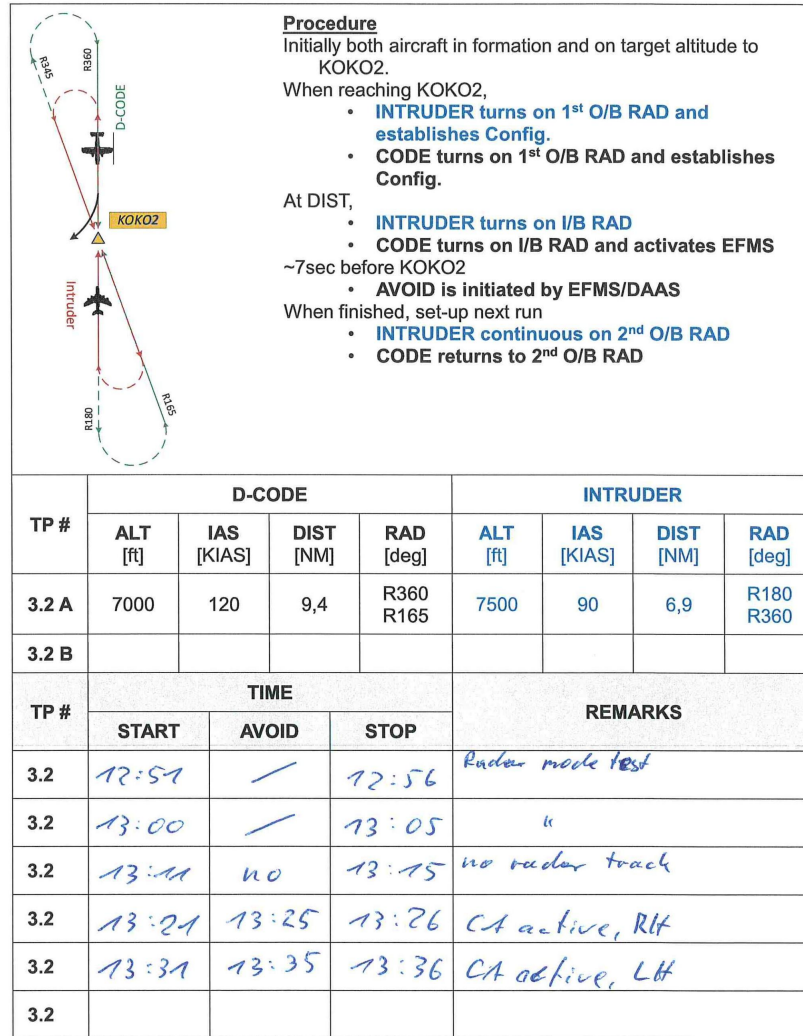 Procedure
Initially both aircraft in formation and on target altitude to
KOKO2.
When reaching KOKO2,
• INTRUDER turns on 1st O/B RAD and
establishes Config.
• CODE turns on 1st O/B RAD and establishes
Config.
At DIST,
• INTRUDER turns on I/B RAD
• CODE turns on I/B RAD and activates EFMS
~7sec before KOKO2
• AVOID is initiated by EFMS/DAAS
When finished, set-up next run
• INTRUDER continuous on 2nd O/B RAD
• CODE returns to 2nd O/B RAD
R345
R360
D-CODE
KOKO2
Intruder
R180
R165
TP # D-CODE INTRUDER
ALT [ft] IAS [KIAS] DIST [NM] RAD [deg] ALT [ft] IAS [KIAS] DIST [NM] RAD [deg]
3.2 A 7000 120 9,4 R360 R165 7500 90 6,9 R180 R360
3.2 B
TP # TIME REMARKS
START AVOID STOP
3.2 12:51 / 12:56 Radar mode test
3.2 13:00 / 13:05 "
3.2 13:11 no 13:15 no radar track
3.2 13:21 13:25 13:26 CA active, RH
3.2 13:31 13:35 13:36 CA active, LH
3.2